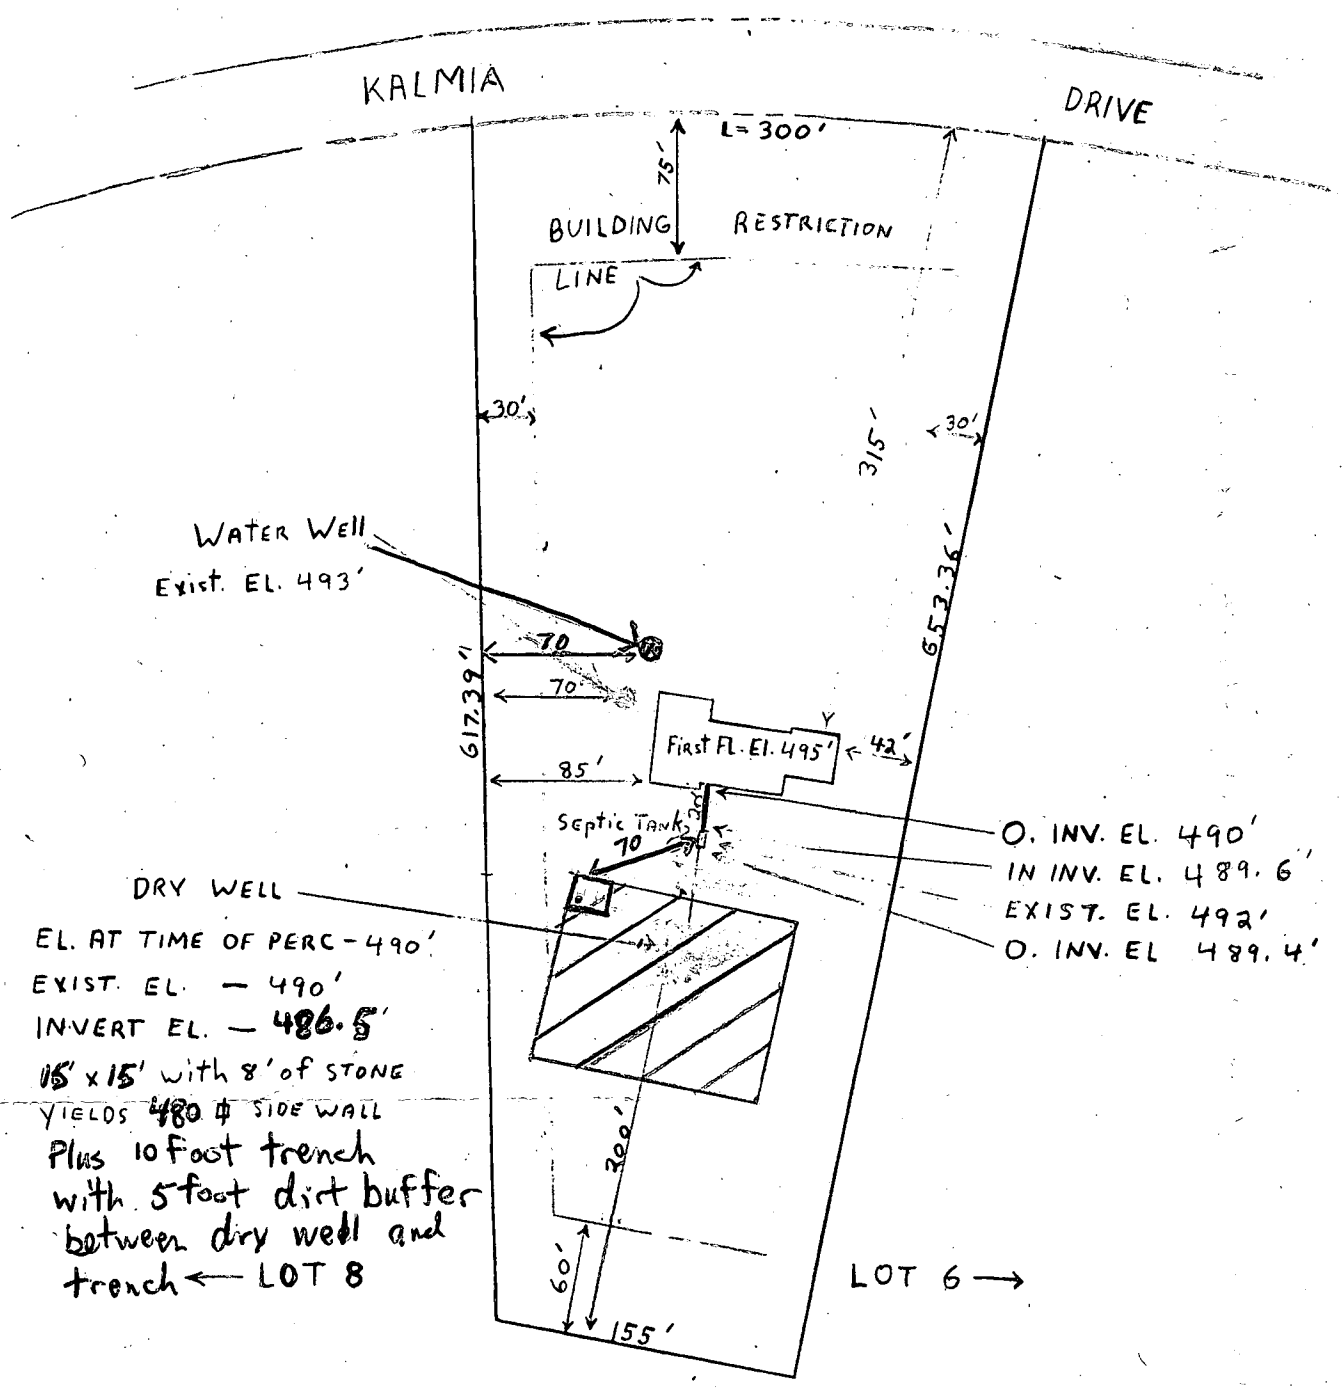 KALMIA DRIVE
L= 300'
75'
BUILDING RESTRICTION
LINE
30'
30'
315'
WATER WEll
Exist. EL. 493'
653.36'
617.39'
70
70'
First Fl. El. 495'
42'
85'
Septic Tank
70
O. INV. EL. 490'
IN INV. EL. 489.6'
EXIST. EL. 492'
O. INV. EL 489.4'
DRY WELL
EL. AT TIME OF PERC - 490'
EXIST. EL. - 490'
INVERT EL. - 486.5'
15' x 15' with 8' of STONE
YIELDS 480 ⏍ SIDE WALL
Plus 10 Foot trench
with 5 foot dirt buffer
between dry well and
trench ← LOT 8
200'
60'
155'
LOT 6 →